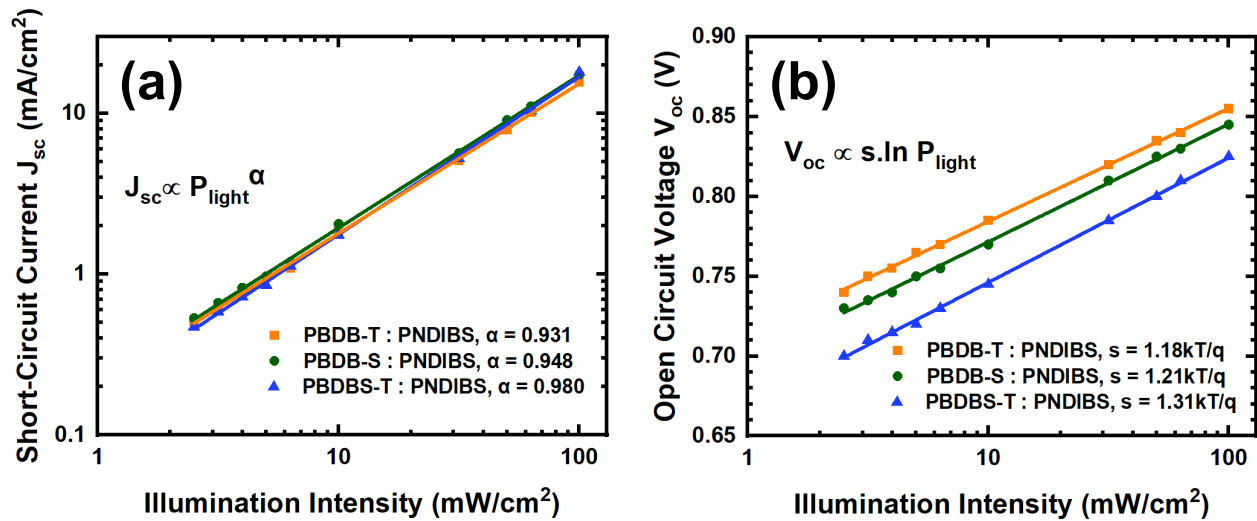 (a)
Short-Circuit Current Jsc (mA/cm²)
10
1
0.1
Jsc∝ Plight^α
PBDB-T : PNDIBS, α = 0.931
PBDB-S : PNDIBS, α = 0.948
PBDBS-T : PNDIBS, α = 0.980
1 10 100
Illumination Intensity (mW/cm²)
(b)
Open Circuit Voltage Voc (V)
0.90
0.85
0.80
0.75
0.70
0.65
Voc ∝ s.ln Plight
PBDB-T : PNDIBS, s = 1.18kT/q
PBDB-S : PNDIBS, s = 1.21kT/q
PBDBS-T : PNDIBS, s = 1.31kT/q
1 10 100
Illumination Intensity (mW/cm²)